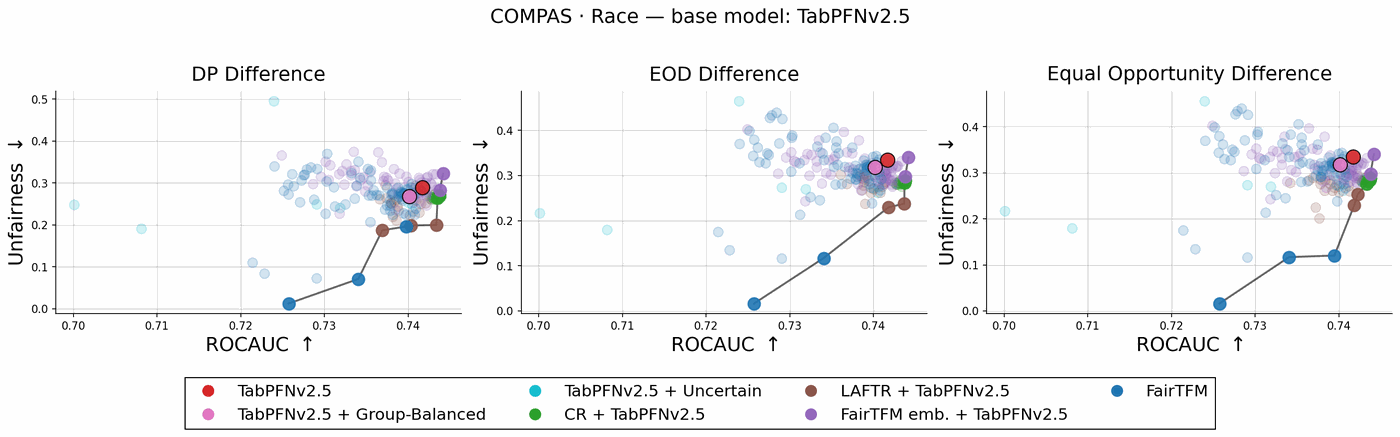 COMPAS · Race — base model: TabPFNv2.5
DP Difference
EOD Difference
Equal Opportunity Difference
Unfairness ↓
0.5
0.4
0.3
0.2
0.1
0.0
0.70 0.71 0.72 0.73 0.74
ROCAUC ↑
Unfairness ↓
0.4
0.3
0.2
0.1
0.0
0.70 0.71 0.72 0.73 0.74
ROCAUC ↑
Unfairness ↓
0.4
0.3
0.2
0.1
0.0
0.70 0.71 0.72 0.73 0.74
ROCAUC ↑
TabPFNv2.5
TabPFNv2.5 + Group-Balanced
TabPFNv2.5 + Uncertain
CR + TabPFNv2.5
LAFTR + TabPFNv2.5
FairTFM emb. + TabPFNv2.5
FairTFM